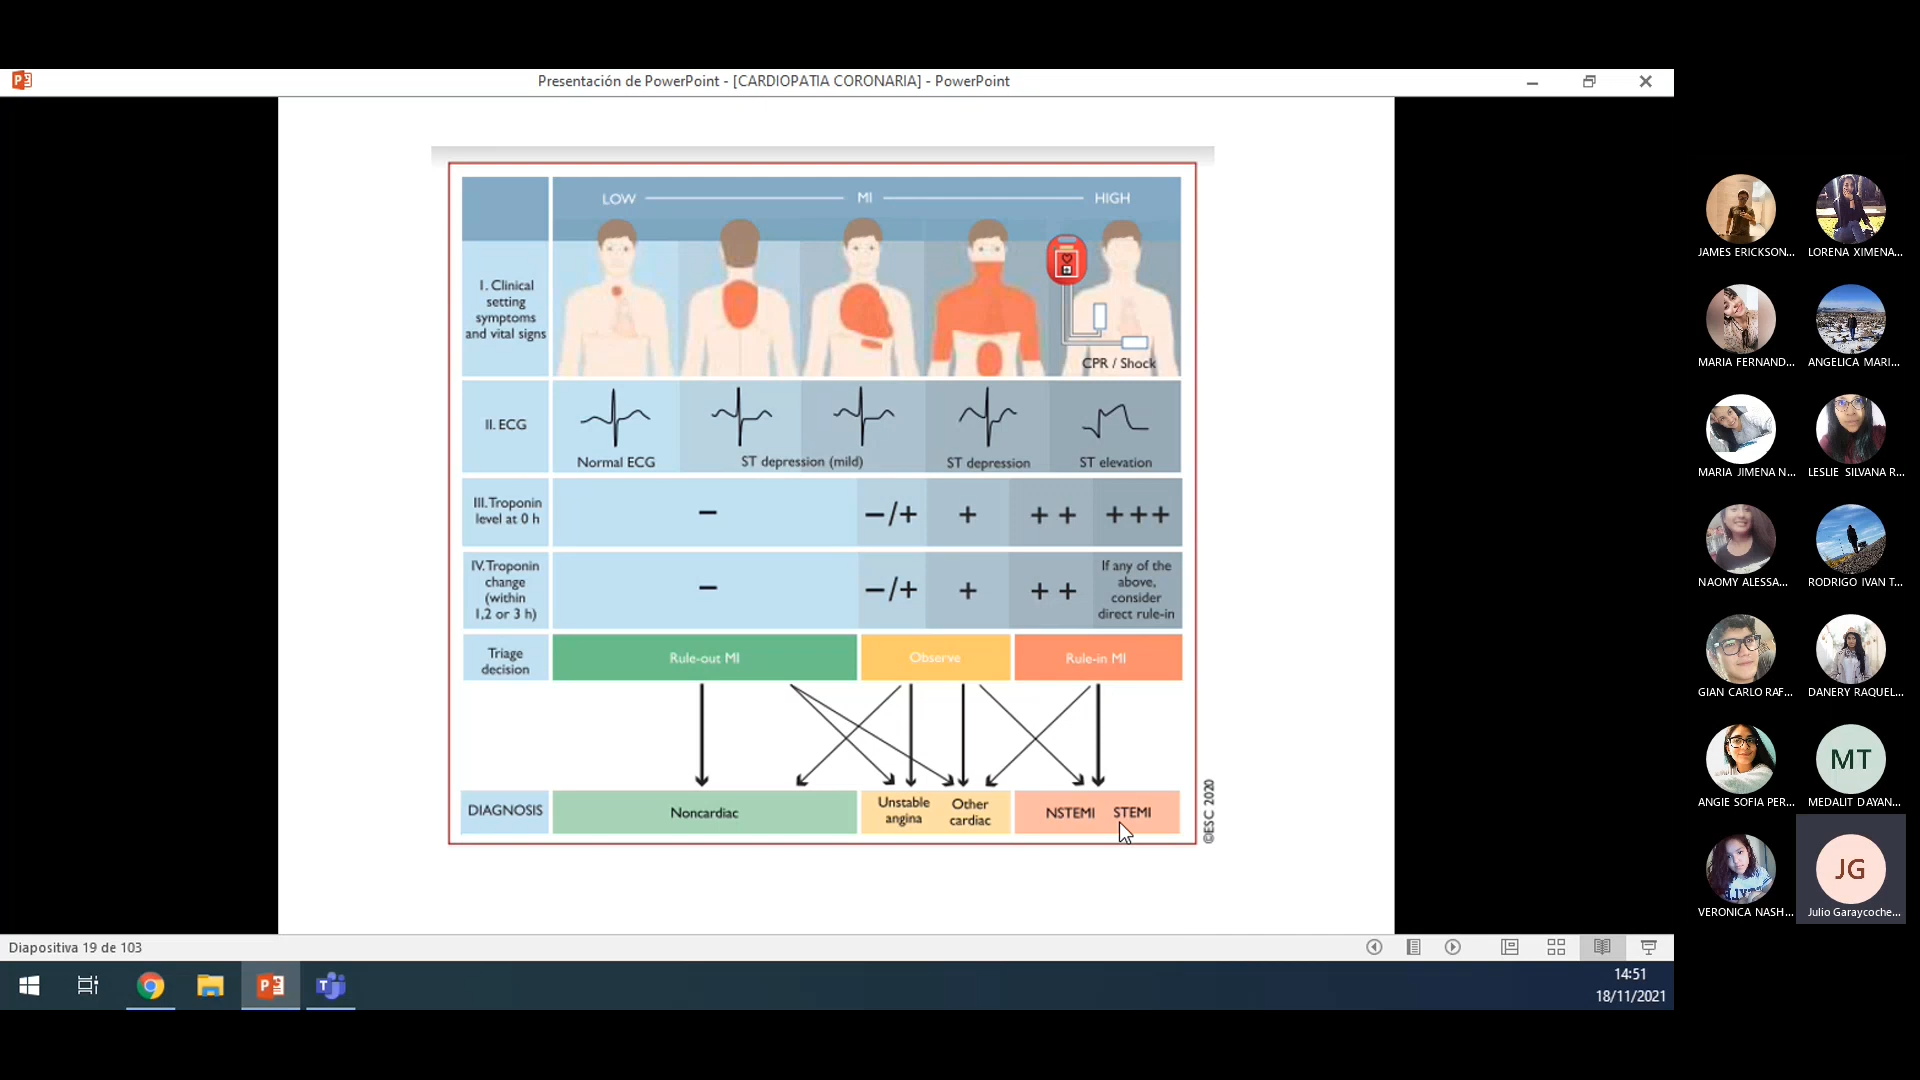 Presentación de PowerPoint - [CARDIOPATIA CORONARIA] - PowerPoint
LOW MI HIGH
I. Clinical
setting
symptoms
and vital signs
CPR / Shock
II. ECG
Normal ECG
ST depression (mild)
ST depression
ST elevation
III. Troponin
level at 0 h
− −/+ + + + + + +
IV. Troponin
change
(within
1,2 or 3 h)
− −/+ + + +
If any of the
above,
consider
direct rule-in
Triage
decision
Rule-out MI
Observe
Rule-in MI
DIAGNOSIS
Noncardiac
Unstable
angina
Other
cardiac
NSTEMI STEMI
©ESC 2020
Diapositiva 19 de 103
14:51
18/11/2021
JAMES ERICKSON...
LORENA XIMENA...
MARIA FERNAND...
ANGELICA MARI...
MARIA JIMENA N...
LESLIE SILVANA R...
NAOMY ALESSA...
RODRIGO IVAN T...
GIAN CARLO RAF...
DANERY RAQUEL...
ANGIE SOFIA PER...
MT
MEDALIT DAYAN...
VERONICA NASH...
JG
Julio Garaycoche...